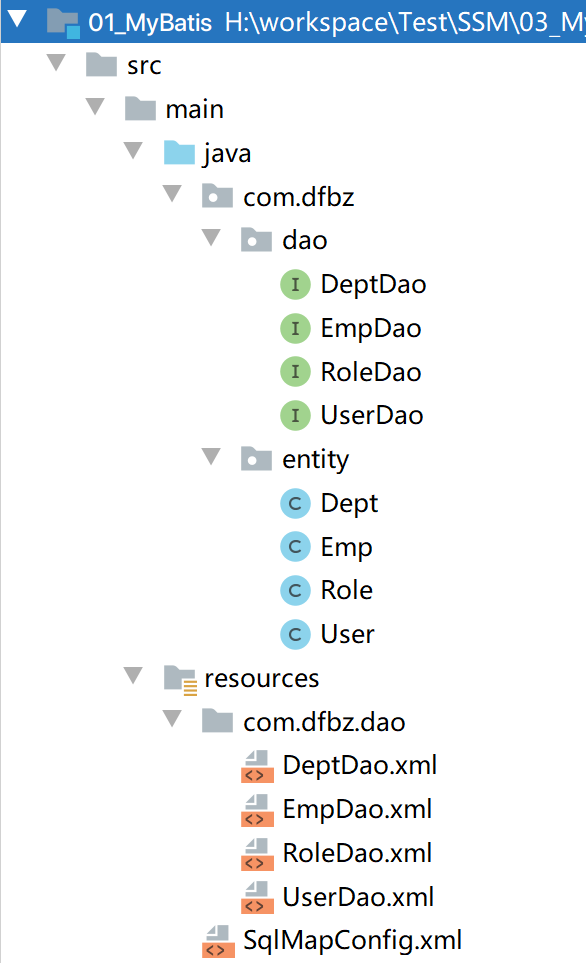 01_MyBatis H:\workspace\Test\SSM\03_My
src
main
java
com.dfbz
dao
I DeptDao
I EmpDao
I RoleDao
I UserDao
entity
C Dept
C Emp
C Role
C User
resources
com.dfbz.dao
<> DeptDao.xml
<> EmpDao.xml
<> RoleDao.xml
<> UserDao.xml
<> SqlMapConfig.xml